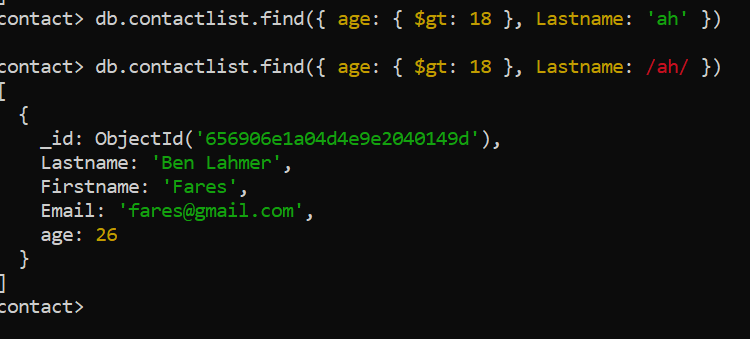 contact> db.contactlist.find({ age: { $gt: 18 }, Lastname: 'ah' })
contact> db.contactlist.find({ age: { $gt: 18 }, Lastname: /ah/ })
[
  {
    _id: ObjectId('656906e1a04d4e9e2040149d'),
    Lastname: 'Ben Lahmer',
    Firstname: 'Fares',
    Email: 'fares@gmail.com',
    age: 26
  }
]
contact>